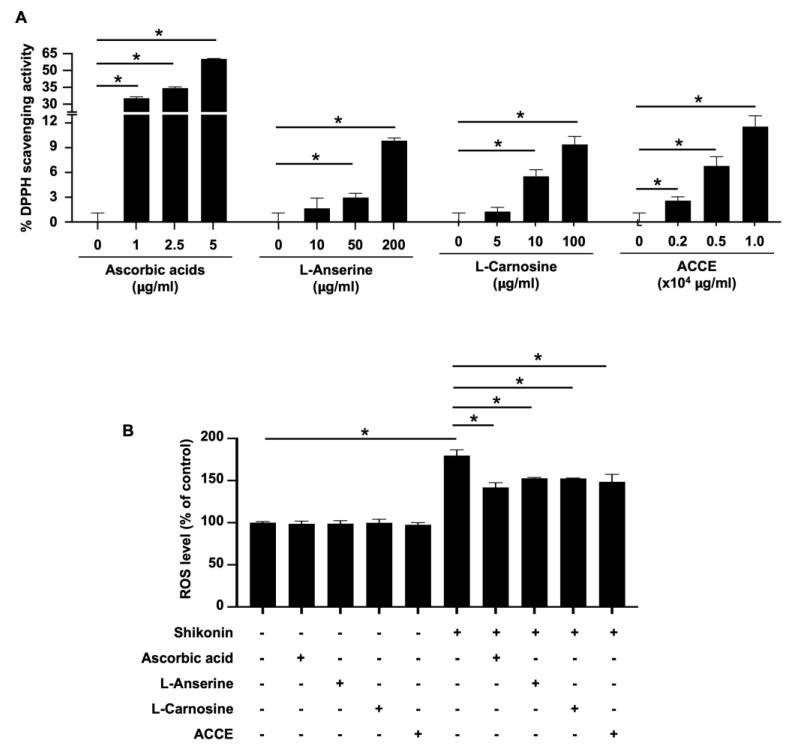 A
*
*
*
% DPPH scavenging activity
65
50
35
30
12
9
6
3
0
*
*
*
*
*
*
*
0 1 2.5 5 0 10 50 200 0 5 10 100 0 0.2 0.5 1.0
Ascorbic acids L-Anserine L-Carnosine ACCE
(μg/ml) (μg/ml) (μg/ml) (x10⁴ μg/ml)
B
*
*
*
*
*
ROS level (% of control)
200
150
100
50
0
Shikonin - - - - - + + + + +
Ascorbic acid - + - - - - + - - -
L-Anserine - - + - - - - + - -
L-Carnosine - - - + - - - - + -
ACCE - - - - + - - - - +